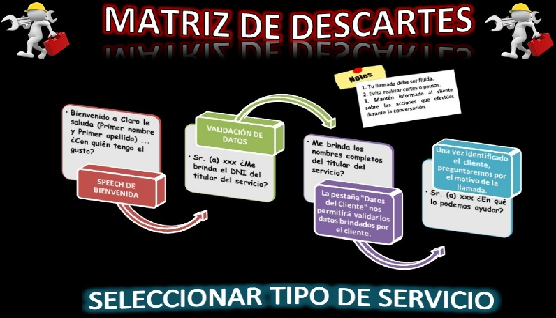 MATRIZ DE DESCARTES
Notas
1. Tu llamada debe ser fluida.
2. Evita realizar cortes o pausas.
3. Mantén informado al cliente
sobre las acciones que efectúas
durante la conversación.
• Bienvenido a Claro le
saluda (Primer nombre
y Primer apellido) ...
¿Con quién tengo el
gusto?
SPEECH DE
BIENVENIDA
VALIDACIÓN DE
DATOS
• Sr. (a) xxx ¿Me
brinda el DNI del
titular del servicio?
• Me brinda los
nombres completos
del titular del
servicio?
La pestaña "Datos
del Cliente" nos
permitirá validar los
datos brindados por
el cliente.
Una vez identificado
el cliente,
preguntaremos por
el motivo de la
llamada.
• Sr. (a) xxx ¿En qué
lo podemos ayudar?
SELECCIONAR TIPO DE SERVICIO